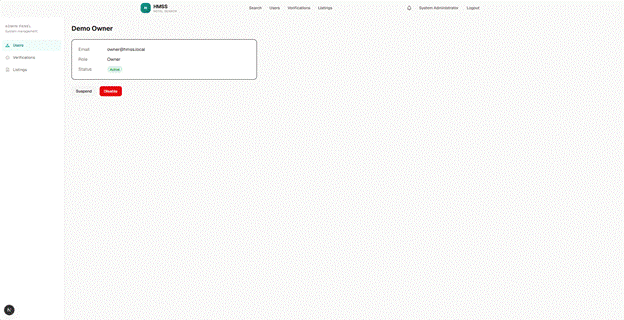 HMSS
Search
Users
Verifications
Listings
System Administrator
Logout
ADMIN PANEL
System management
Users
Verifications
Listings
Demo Owner
Email owner@hmss.local
Role Owner
Status Active
Suspend
Disable
N